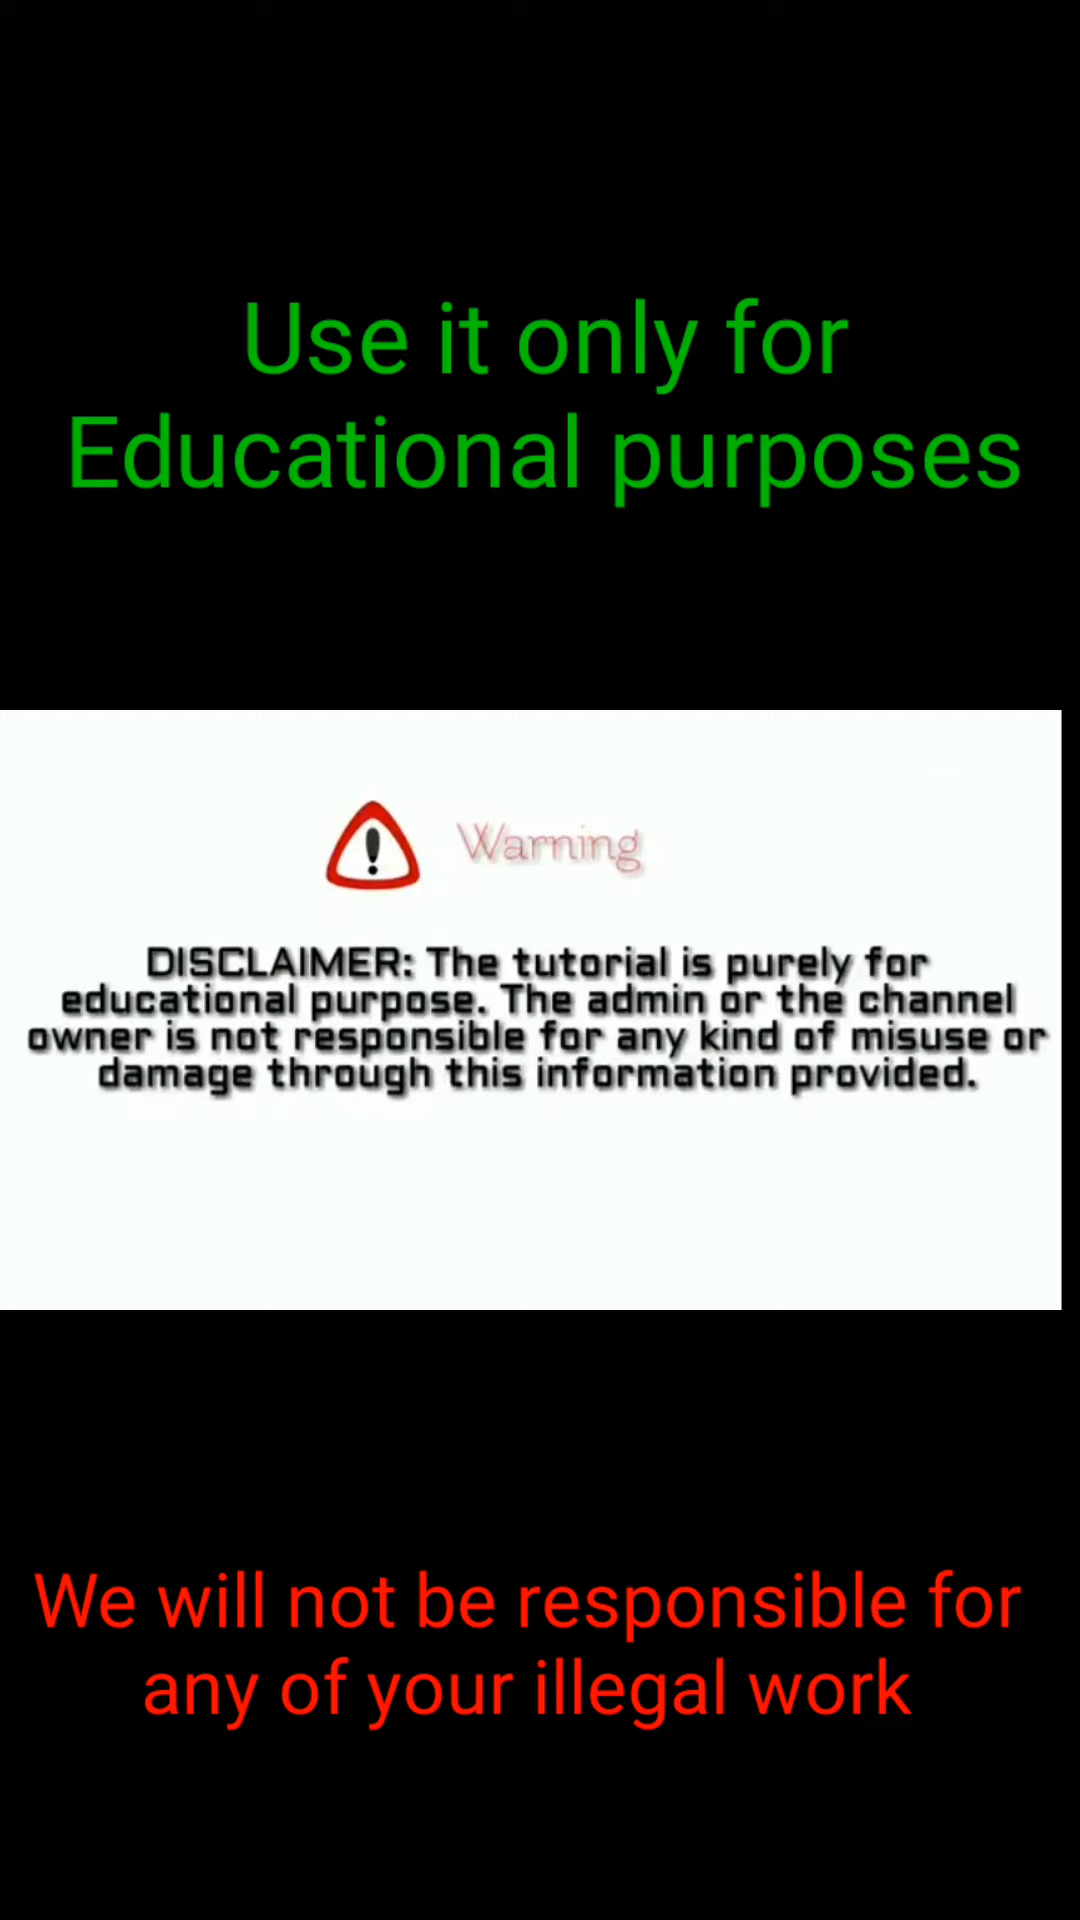 Use it only for
Educational purposes
Warning
DISCLAIMER: The tutorial is purely for
educational purpose. The admin or the channel
owner is not responsible for any kind of misuse or
damage through this information provided.
We will not be responsible for
any of your illegal work